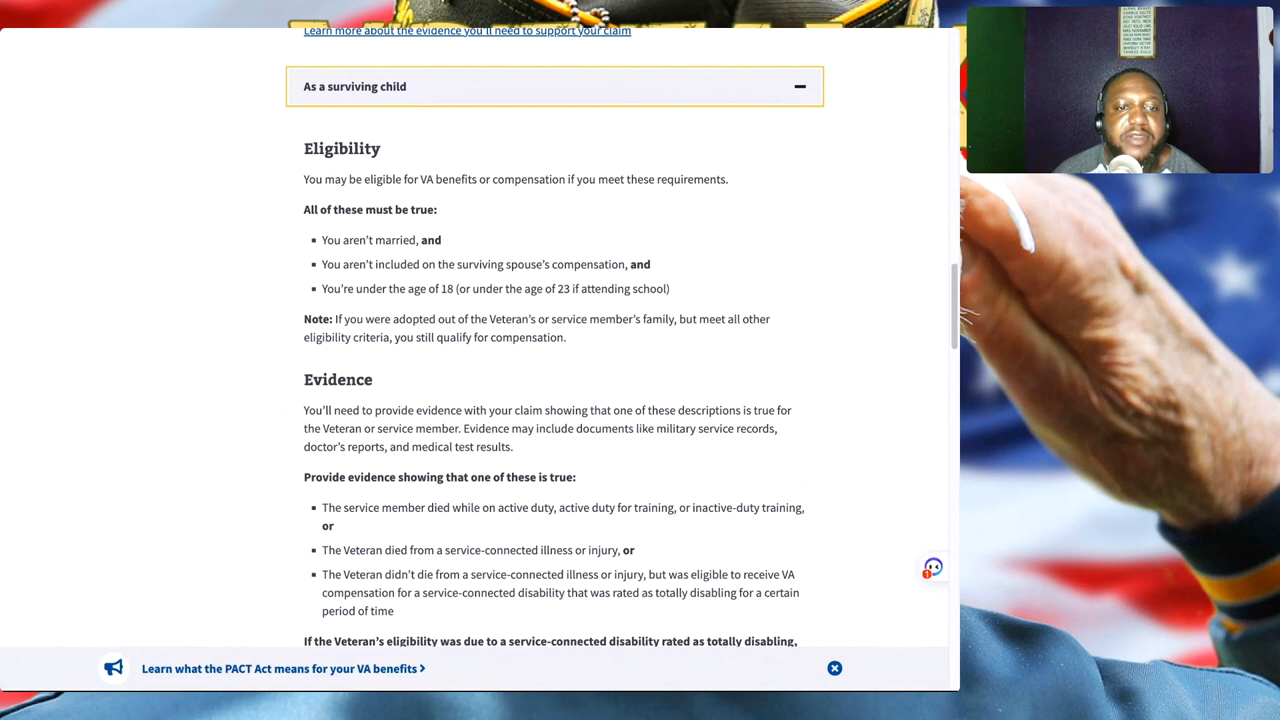 Learn more about the evidence you'll need to support your claim
As a surviving child
Eligibility
You may be eligible for VA benefits or compensation if you meet these requirements.
All of these must be true:
You aren't married, and
You aren't included on the surviving spouse's compensation, and
You're under the age of 18 (or under the age of 23 if attending school)
Note: If you were adopted out of the Veteran's or service member's family, but meet all other
eligibility criteria, you still qualify for compensation.
Evidence
You'll need to provide evidence with your claim showing that one of these descriptions is true for
the Veteran or service member. Evidence may include documents like military service records,
doctor's reports, and medical test results.
Provide evidence showing that one of these is true:
The service member died while on active duty, active duty for training, or inactive-duty training,
or
The Veteran died from a service-connected illness or injury, or
The Veteran didn't die from a service-connected illness or injury, but was eligible to receive VA
compensation for a service-connected disability that was rated as totally disabling for a certain
period of time
If the Veteran's eligibility was due to a service-connected disability rated as totally disabling,
1
Learn what the PACT Act means for your VA benefits